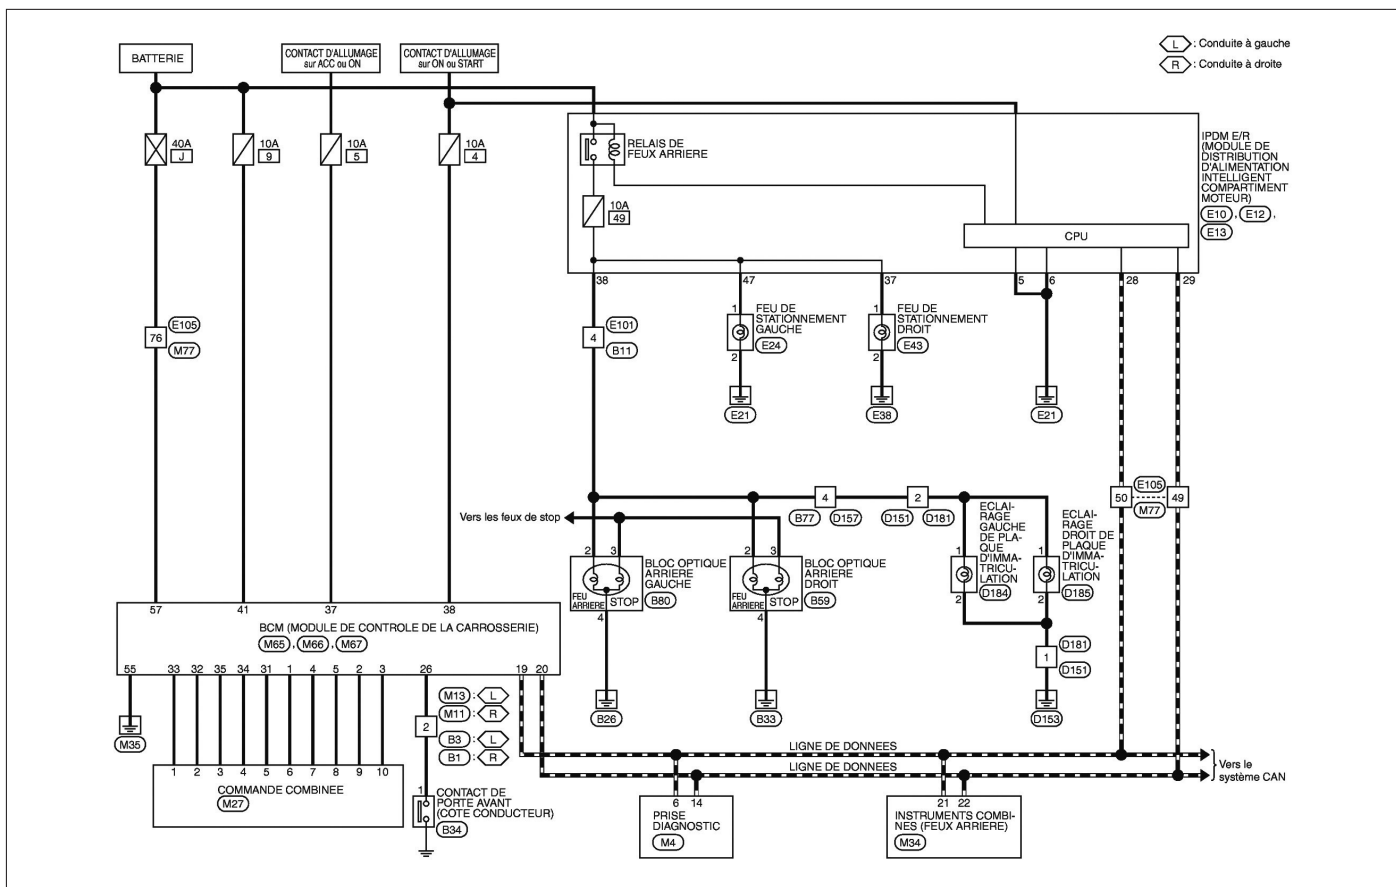 BATTERIE
CONTACT D'ALLUMAGE
sur ACC ou ON
CONTACT D'ALLUMAGE
sur ON ou START
L : Conduite à gauche
R : Conduite à droite
40A
J
10A
9
10A
5
10A
4
RELAIS DE
FEUX ARRIERE
10A
49
IPDM E/R
(MODULE DE
DISTRIBUTION
D'ALIMENTATION
INTELLIGENT
COMPARTIMENT
MOTEUR)
E10 , E12 ,
E13
CPU
38 47 37 5 6 28 29
76
E105
M77
4
E101
B11
1
FEU DE
STATIONNEMENT
GAUCHE
E24
2
E21
1
FEU DE
STATIONNEMENT
DROIT
E43
2
E38
E21
50
E105
M77
49
Vers les feux de stop
4
B77 D157
2
D151 D181
2 3
BLOC OPTIQUE
ARRIERE
GAUCHE
B80
FEU
ARRIERE
STOP
4
B26
2 3
BLOC OPTIQUE
ARRIERE
DROIT
B59
FEU
ARRIERE
STOP
4
B33
1
ECLAI-
RAGE
GAUCHE
DE PLA-
QUE
D'IMMA-
TRICU-
LATION
D184
2
1
ECLAI-
RAGE
DROIT DE
PLAQUE
D'IMMA-
TRICU-
LATION
D185
2
D181
1
D151
D153
57 41 37 38
BCM (MODULE DE CONTROLE DE LA CARROSSERIE)
M65 , M66 , M67
55 33 32 35 34 31 1 4 5 2 3 26 19 20
M35
M13 : L
M11 : R
2
B3 : L
B1 : R
1 2 3 4 5 6 7 8 9 10
COMMANDE COMBINEE
M27
1
CONTACT DE
PORTE AVANT
(COTE CONDUCTEUR)
B34
LIGNE DE DONNEES
LIGNE DE DONNEES
Vers le
système CAN
6 14
PRISE
DIAGNOSTIC
M4
21 22
INSTRUMENTS COMBI-
NES (FEUX ARRIERE)
M34